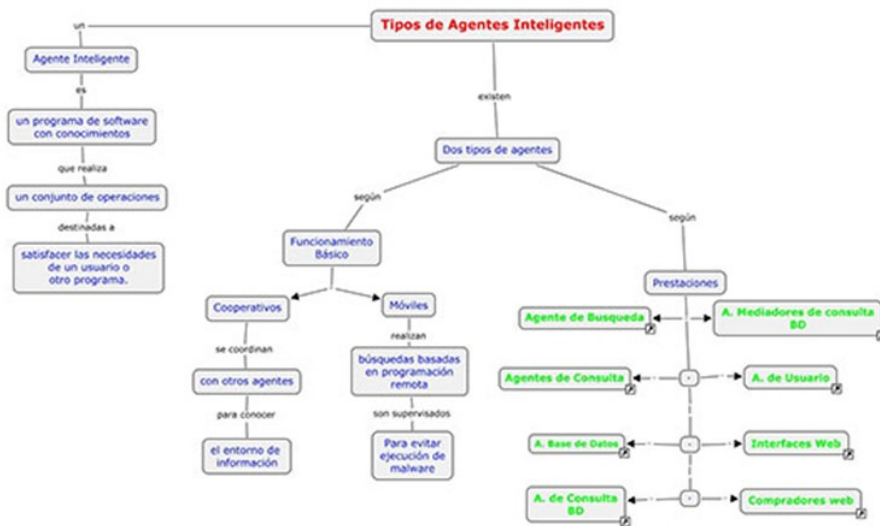 Tipos de Agentes Inteligentes
un
Agente Inteligente
es
un programa de software
con conocimientos
que realiza
un conjunto de operaciones
destinadas a
satisfacer las necesidades
de un usuario o
otro programa.
existen
Dos tipos de agentes
según
Funcionamiento
Básico
Cooperativos
se coordinan
con otros agentes
para conocer
el entorno de
información
Móviles
realizan
búsquedas basadas
en programación
remota
son supervisados
Para evitar
ejecución de
malware
según
Prestaciones
Agente de Busqueda
A. Mediadores de consulta
BD
Agentes de Consulta
A. de Usuario
A. Base de Datos
Interfaces Web
A. de Consulta
BD
Compradores web